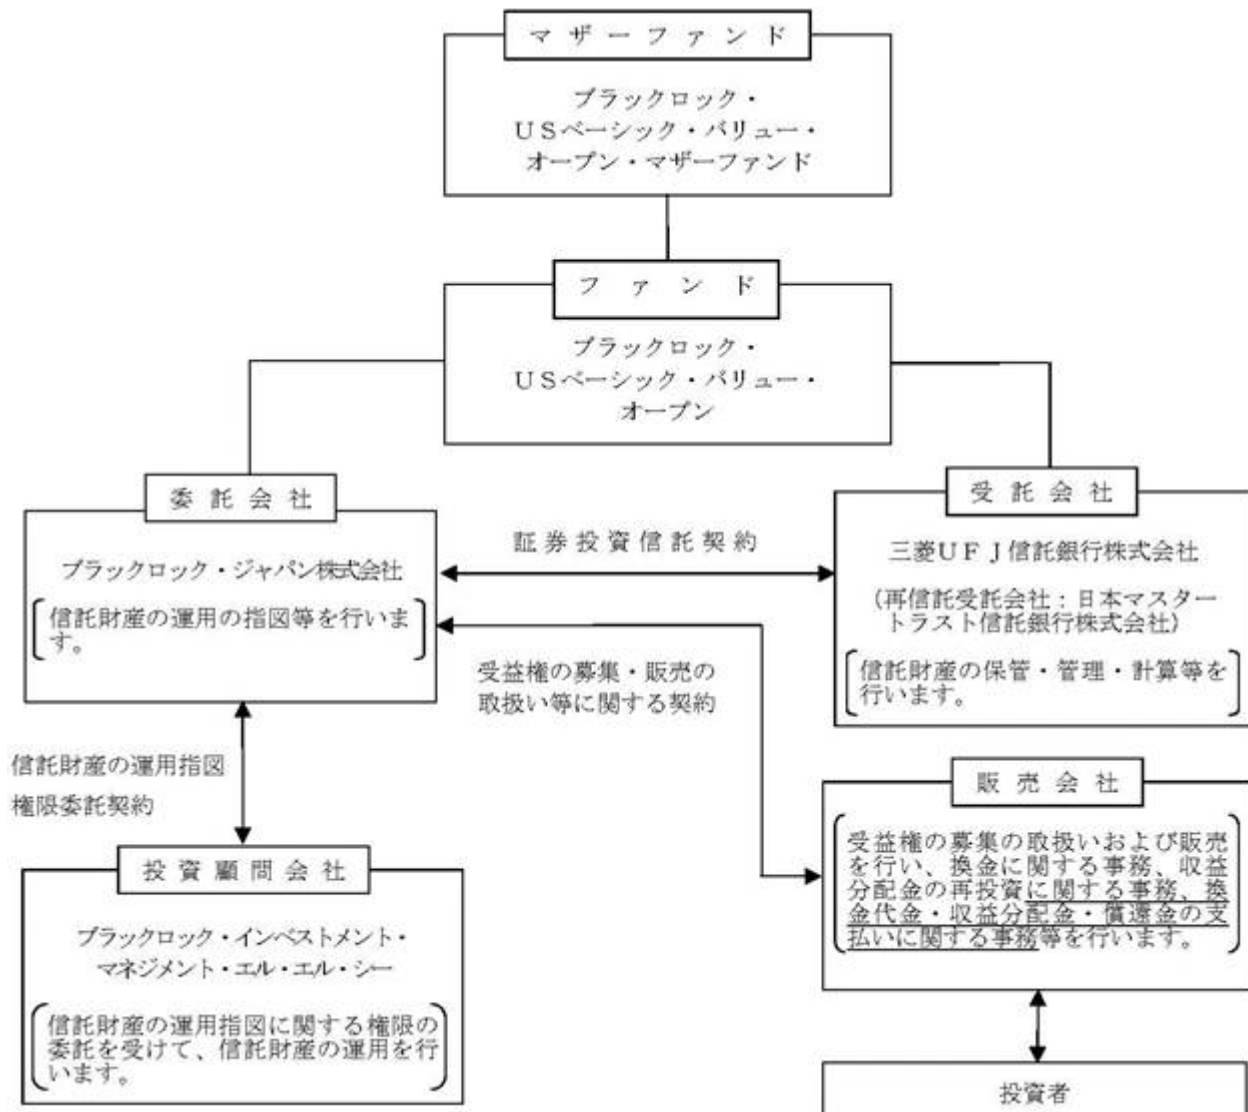 マザーファンド
ブラックロック・
ＵＳベーシック・バリュー・
オープン・マザーファンド
ファンド
ブラックロック・
ＵＳベーシック・バリュー・
オープン
委託会社
ブラックロック・ジャパン株式会社
信託財産の運用の指図等を行いま
す。
証券投資信託契約
受益権の募集・販売の
取扱い等に関する契約
受託会社
三菱ＵＦＪ信託銀行株式会社
（再信託受託会社：日本マスター
トラスト信託銀行株式会社）
信託財産の保管・管理・計算等を
行います。
信託財産の運用指図
権限委託契約
投資顧問会社
ブラックロック・インベストメント・
マネジメント・エル・エル・シー
信託財産の運用指図に関する権限の
委託を受けて、信託財産の運用を行
います。
販売会社
受益権の募集の取扱いおよび販売
を行い、換金に関する事務、収益
分配金の再投資に関する事務、換
金代金・収益分配金・償還金の支
払いに関する事務等を行います。
投資者